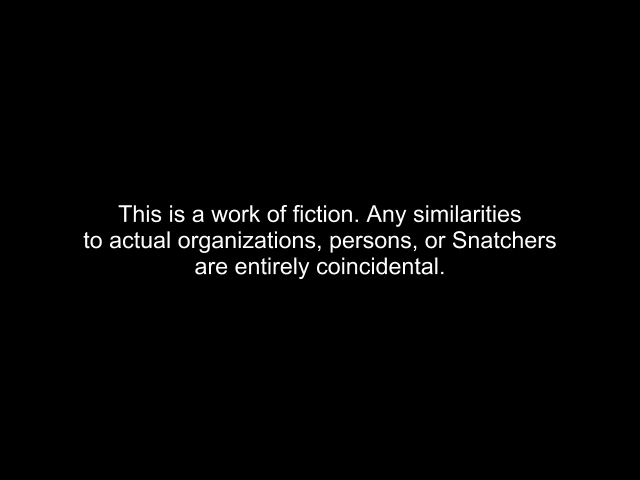 This is a work of fiction. Any similarities
to actual organizations, persons, or Snatchers
are entirely coincidental.